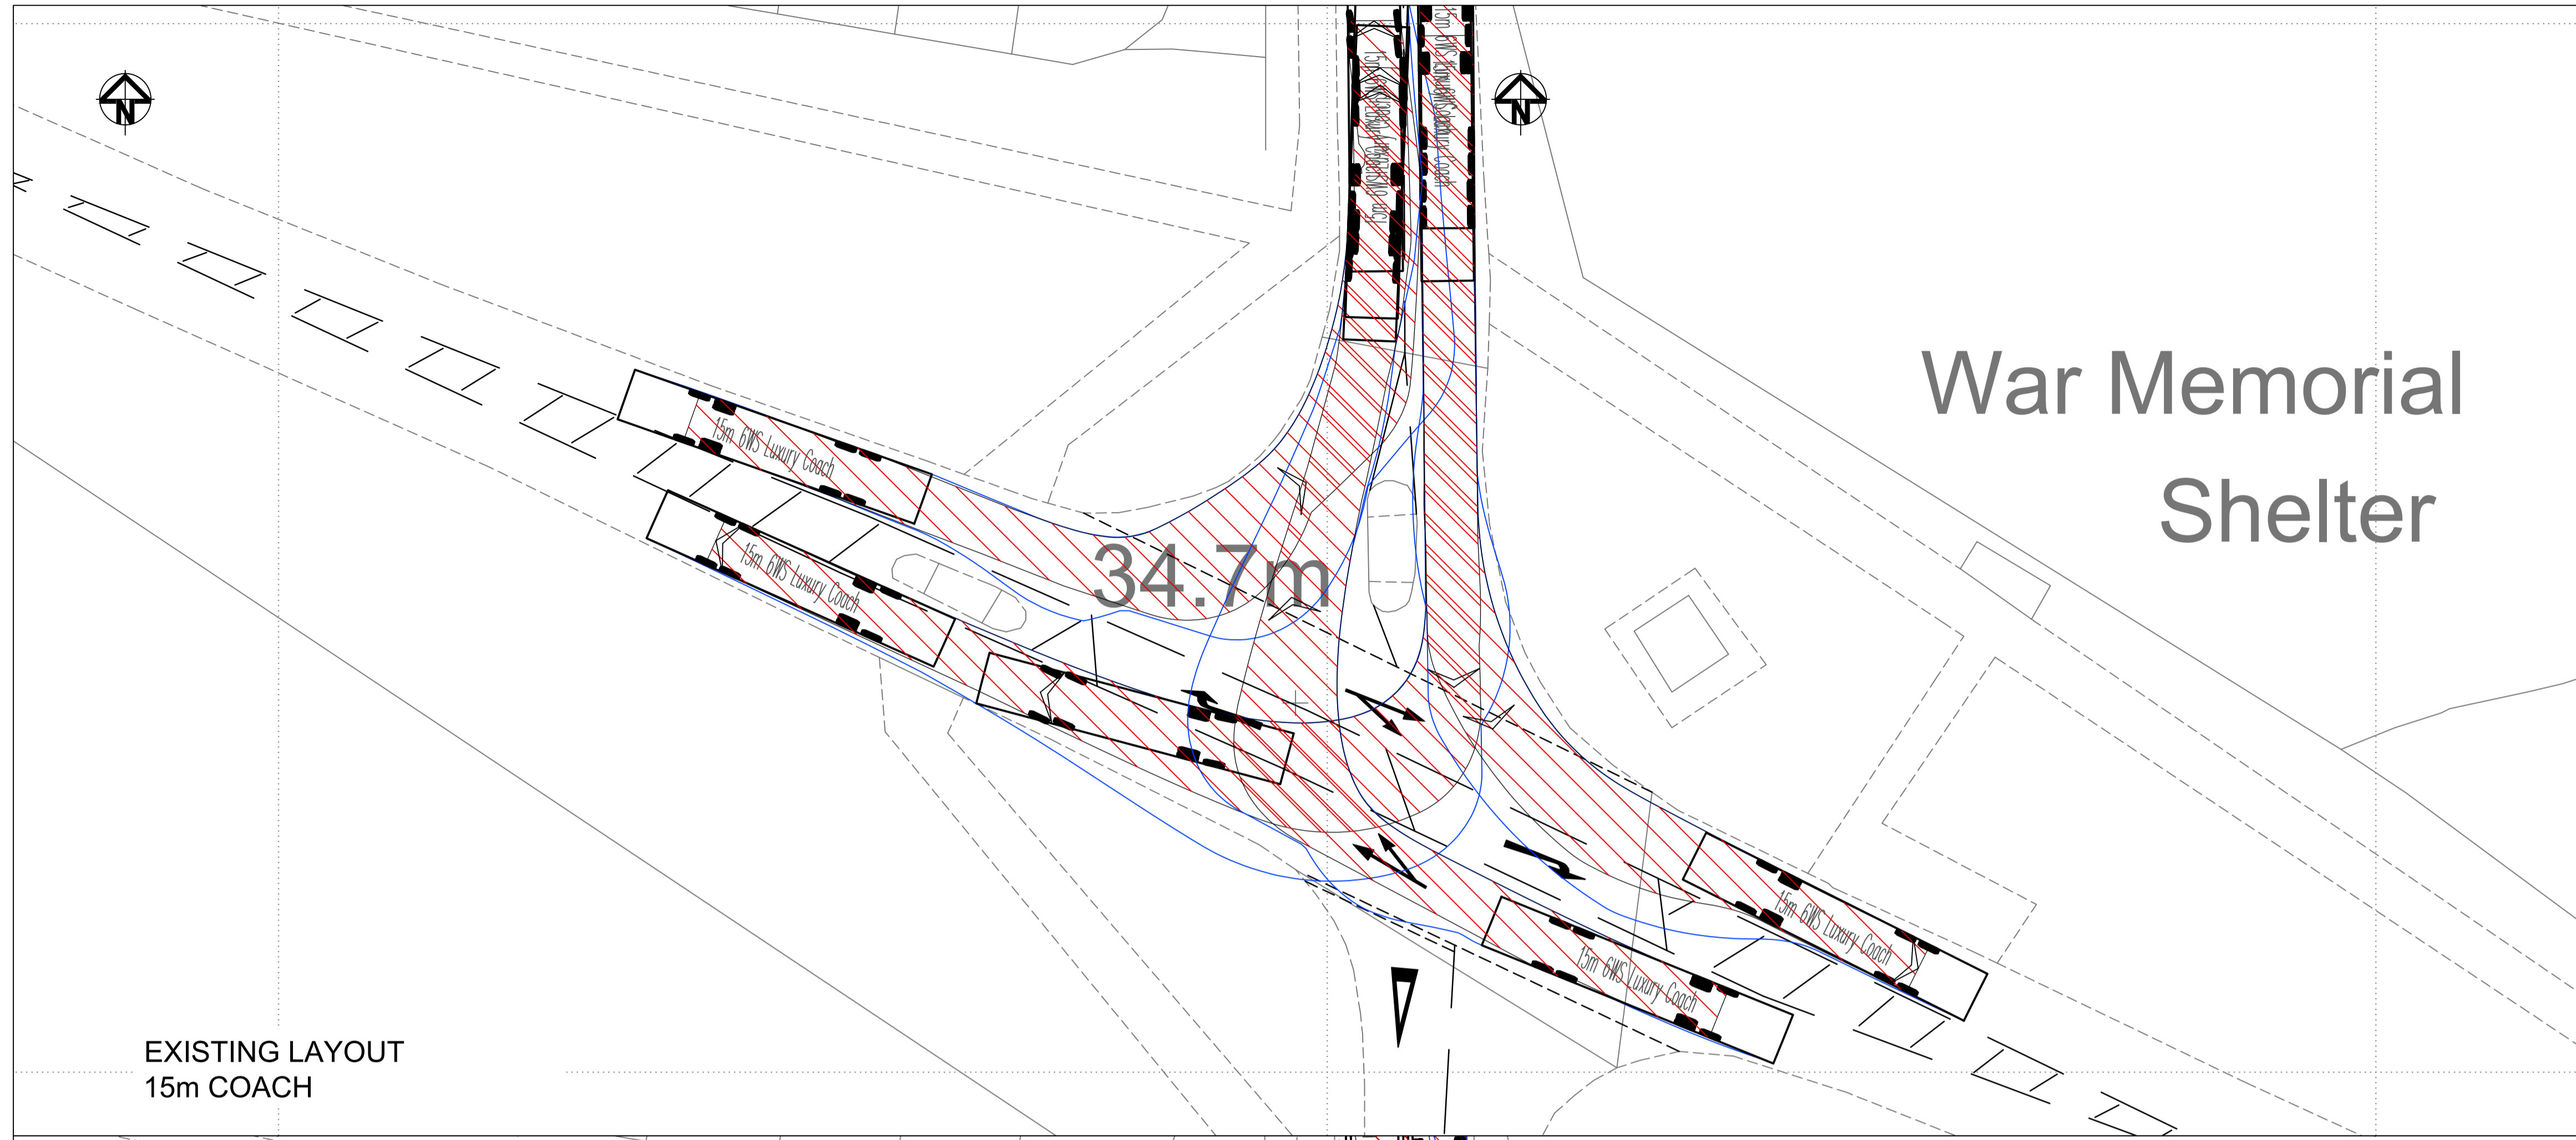 N
N
War Memorial
Shelter
15m 6WS Luxury Coach
15m 6WS Luxury Coach
34.7m
15m 6WS Luxury Coach
15m 6WS Luxury Coach
EXISTING LAYOUT
15m COACH